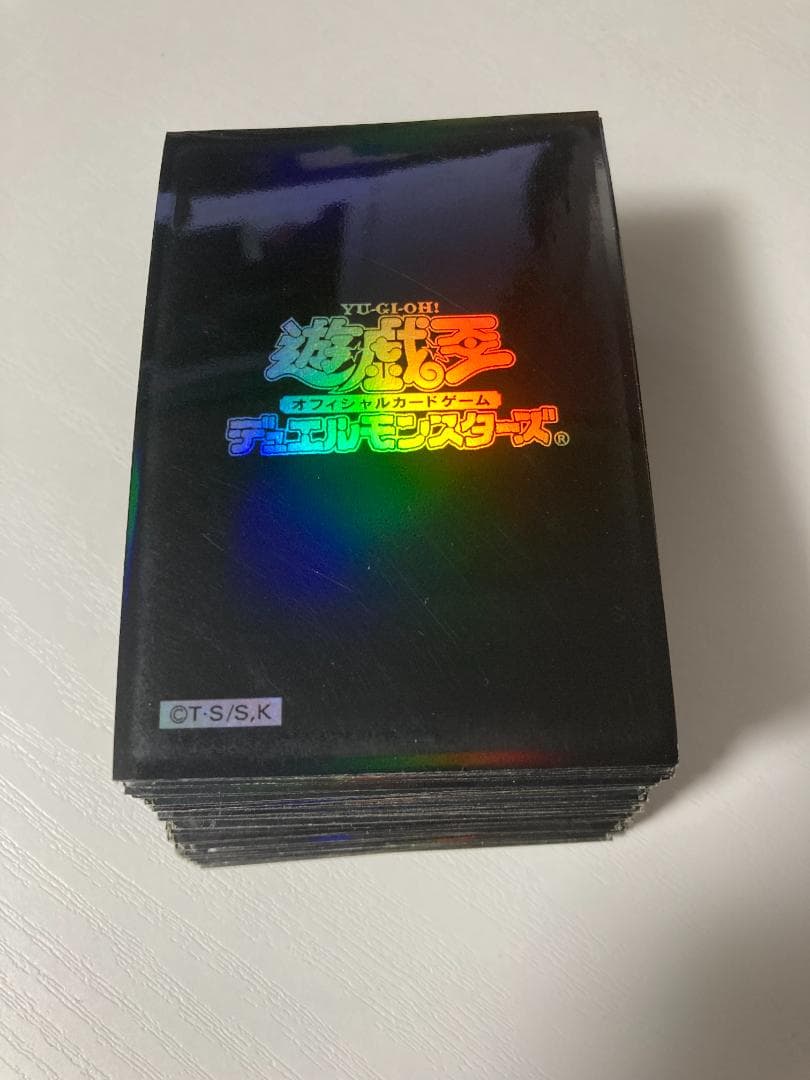 YU-GI-OH!
遊戯王
オフィシャルカードゲーム
デュエルモンスターズ®
©T·S/S,K